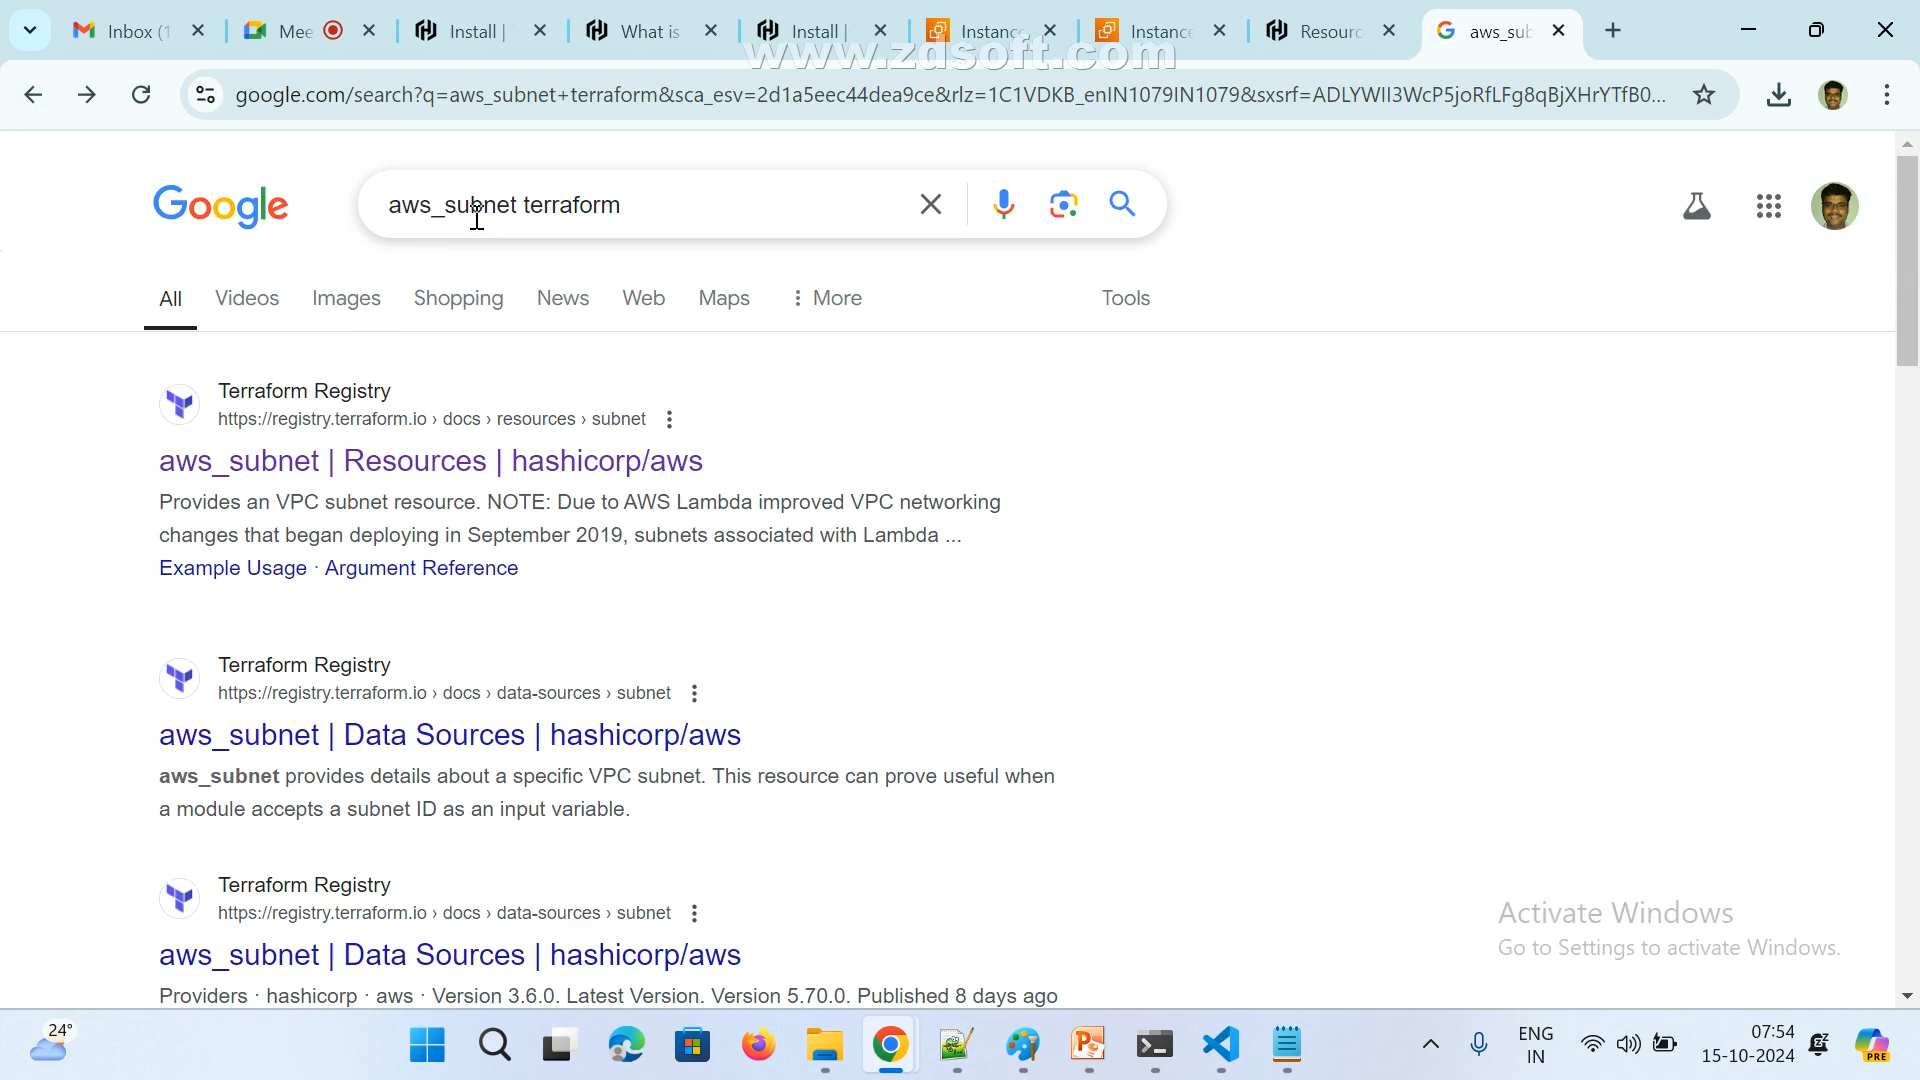 Inbox (1
Mee
Install |
What is
Install |
Instance
Instance
Resourc
aws_sub
www.zdsoft.com
google.com/search?q=aws_subnet+terraform&sca_esv=2d1a5eec44dea9ce&rlz=1C1VDKB_enIN1079IN1079&sxsrf=ADLYWII3WcP5joRfLFg8qBjXHrYTfB0...
Google
aws_subnet terraform
All
Videos
Images
Shopping
News
Web
Maps
More
Tools
Terraform Registry
https://registry.terraform.io › docs › resources › subnet
aws_subnet | Resources | hashicorp/aws
Provides an VPC subnet resource. NOTE: Due to AWS Lambda improved VPC networking
changes that began deploying in September 2019, subnets associated with Lambda ...
Example Usage · Argument Reference
Terraform Registry
https://registry.terraform.io › docs › data-sources › subnet
aws_subnet | Data Sources | hashicorp/aws
aws_subnet provides details about a specific VPC subnet. This resource can prove useful when
a module accepts a subnet ID as an input variable.
Terraform Registry
https://registry.terraform.io › docs › data-sources › subnet
aws_subnet | Data Sources | hashicorp/aws
Providers · hashicorp · aws · Version 3.6.0. Latest Version. Version 5.70.0. Published 8 days ago
Activate Windows
Go to Settings to activate Windows.
24°
ENG
IN
07:54
15-10-2024
PRE